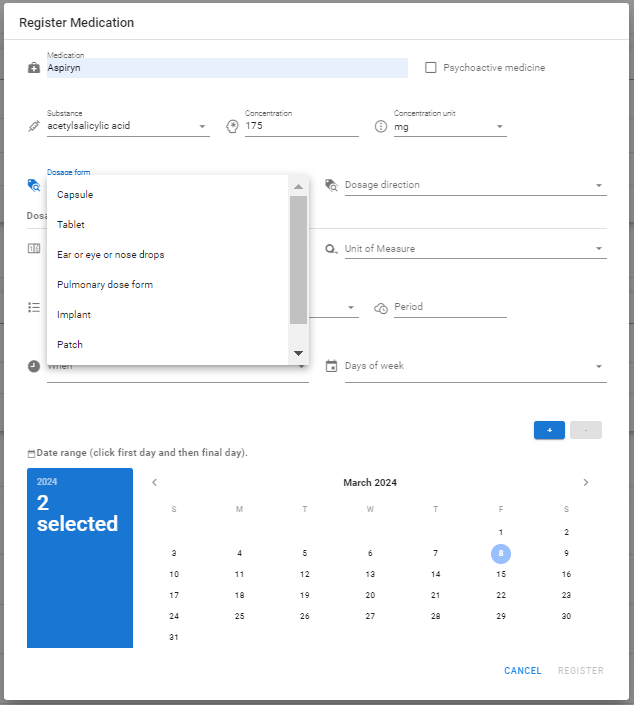 Register Medication
Medication
Aspiryn
Psychoactive medicine
Substance
acetylsalicylic acid
Concentration
175
Concentration unit
mg
Dosage form
Dosage direction
Capsule
Tablet
Ear or eye or nose drops
Pulmonary dose form
Implant
Patch
Unit of Measure
Period
When
Days of week
+
-
Date range (click first day and then final day).
2024
2
selected
March 2024
S M T W T F S
1 2
3 4 5 6 7 8 9
10 11 12 13 14 15 16
17 18 19 20 21 22 23
24 25 26 27 28 29 30
31
CANCEL REGISTER